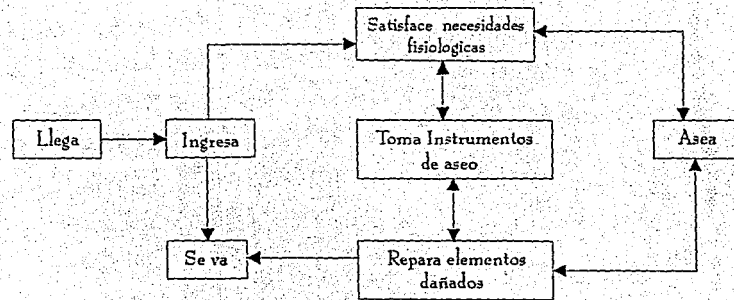 Satisface necesidades
fisiologicas
Llega
Ingresa
Toma Instrumentos
de aseo
Asea
Se va
Repara elementos
dañados